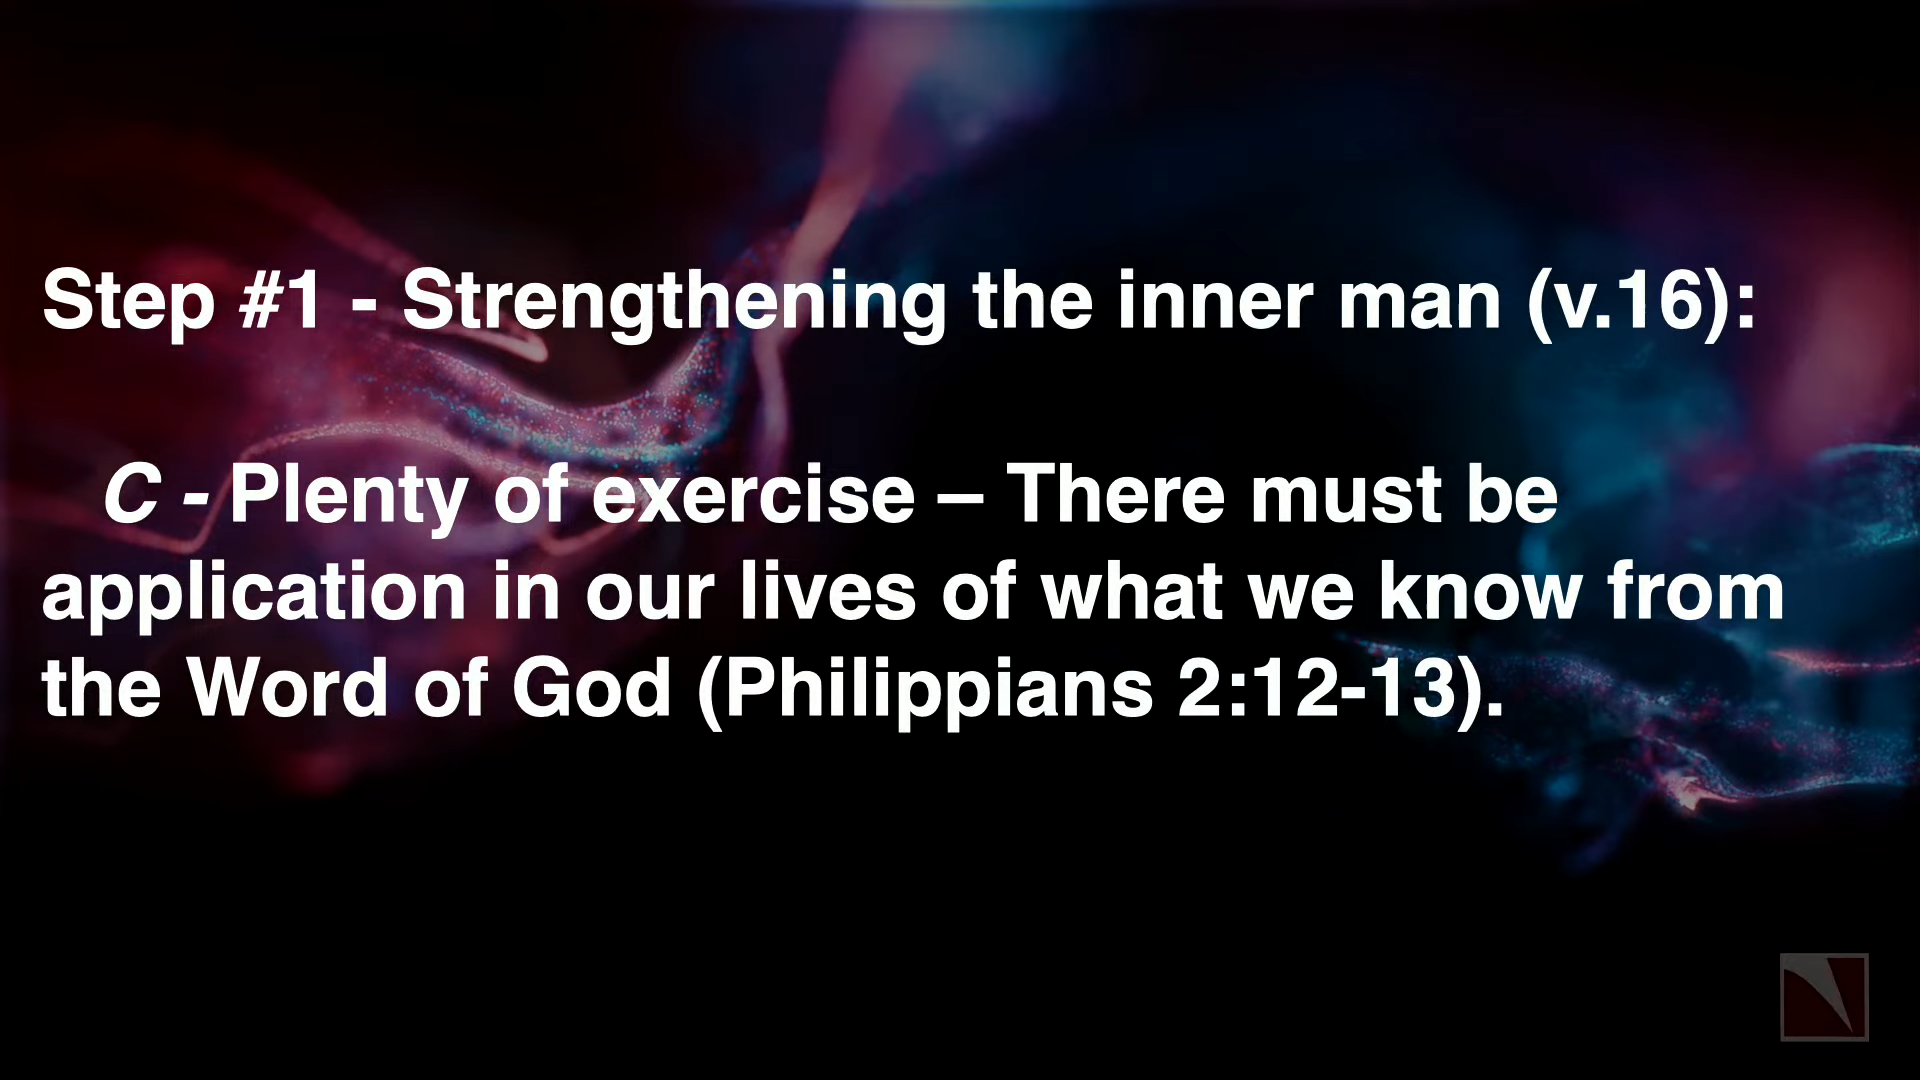 Step #1 - Strengthening the inner man (v.16):
C - Plenty of exercise – There must be
application in our lives of what we know from
the Word of God (Philippians 2:12-13).